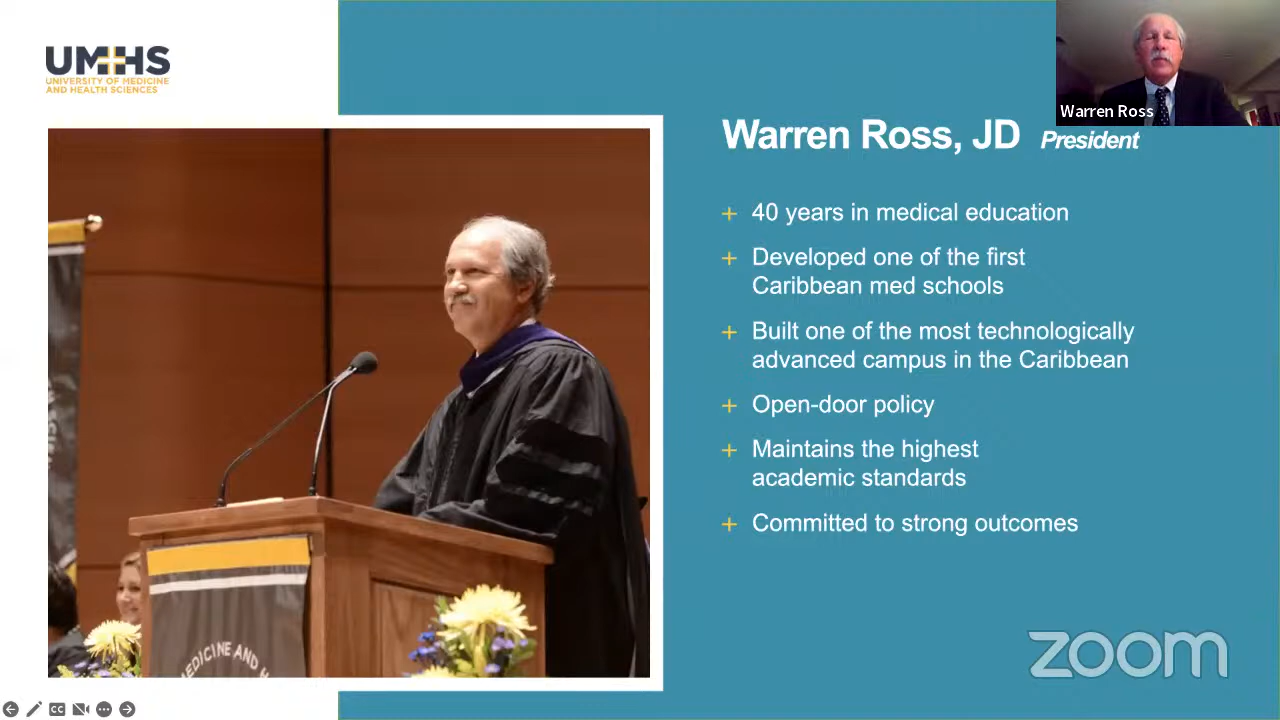 UMHS
UNIVERSITY OF MEDICINE
AND HEALTH SCIENCES
Warren Ross
Warren Ross, JD President
+ 40 years in medical education
+ Developed one of the first
Caribbean med schools
+ Built one of the most technologically
advanced campus in the Caribbean
+ Open-door policy
+ Maintains the highest
academic standards
+ Committed to strong outcomes
EDICINE AND H
zoom
CC